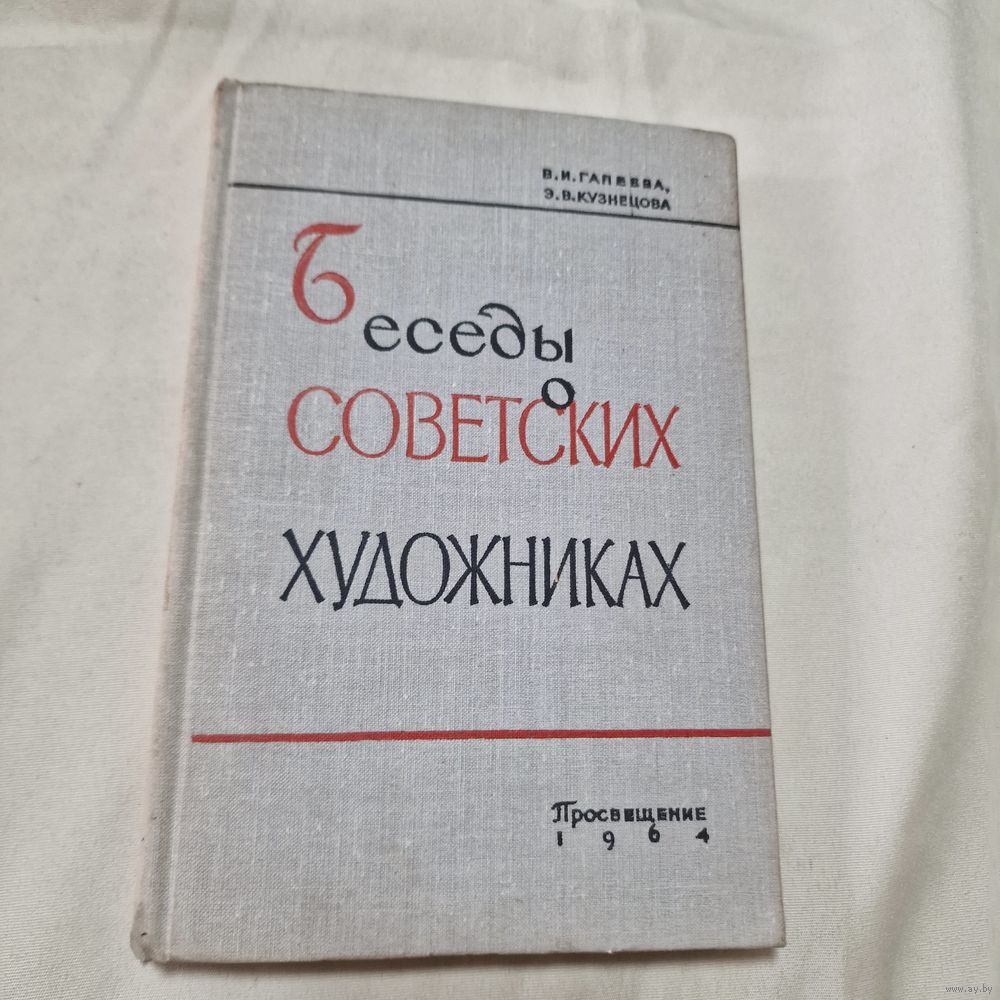 В.И.ГАПЕЕВА,
Э.В.КУЗНЕЦОВА
Беседы
о
СОВЕТСКИХ
ХУДОЖНИКАХ
Просвещение
1964
www.ay.by